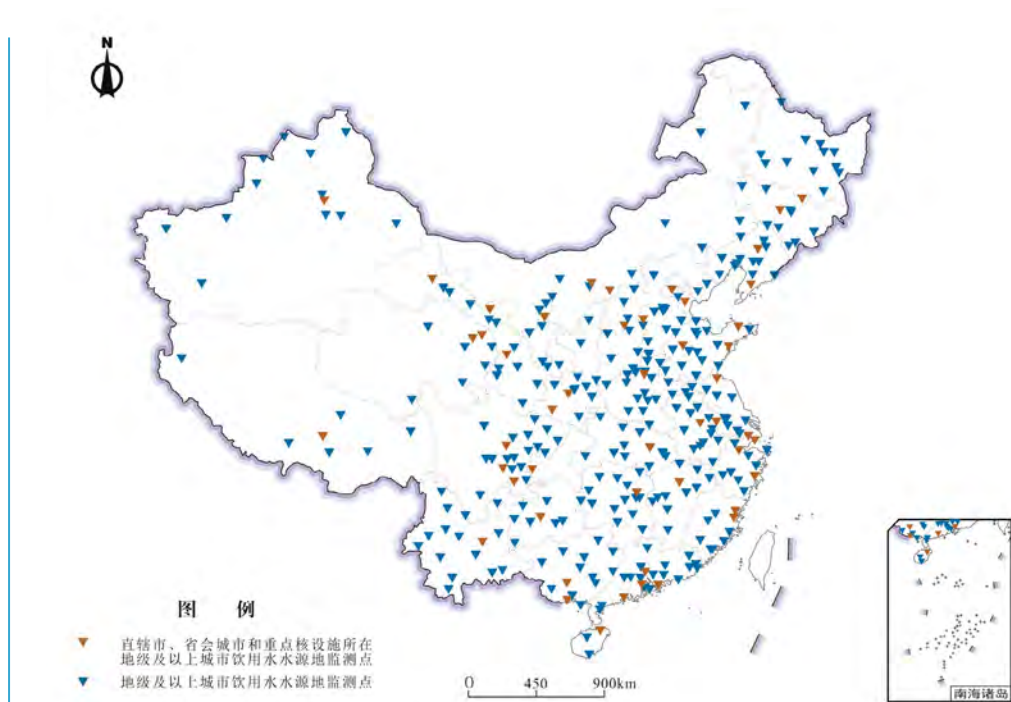 N
图 例
直辖市、省会城市和重点核设施所在
地级及以上城市饮用水水源地监测点
地级及以上城市饮用水水源地监测点
0 450 900km
南海诸岛